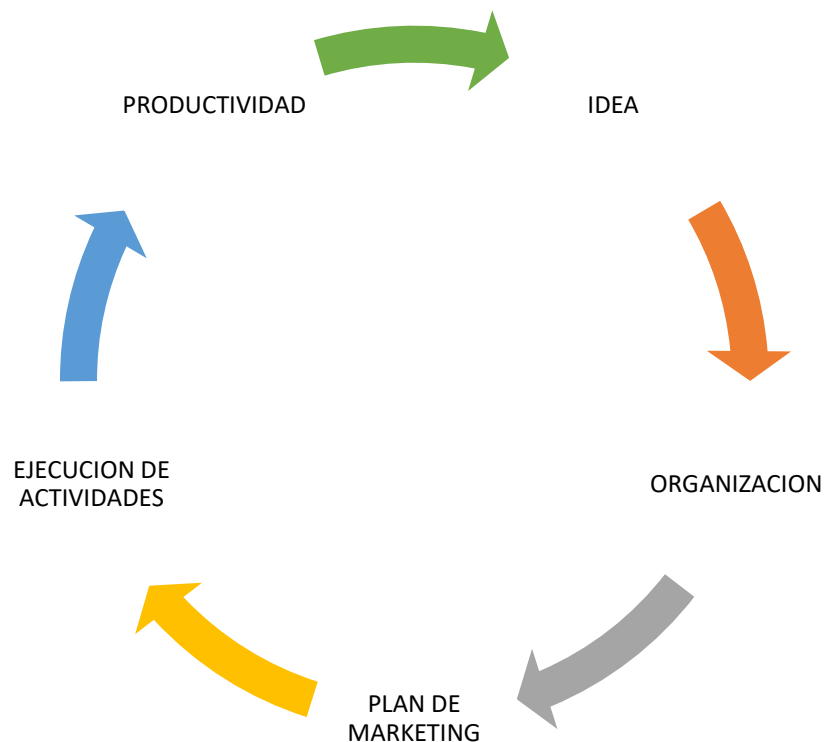 PRODUCTIVIDAD
IDEA
ORGANIZACION
PLAN DE
MARKETING
EJECUCION DE
ACTIVIDADES